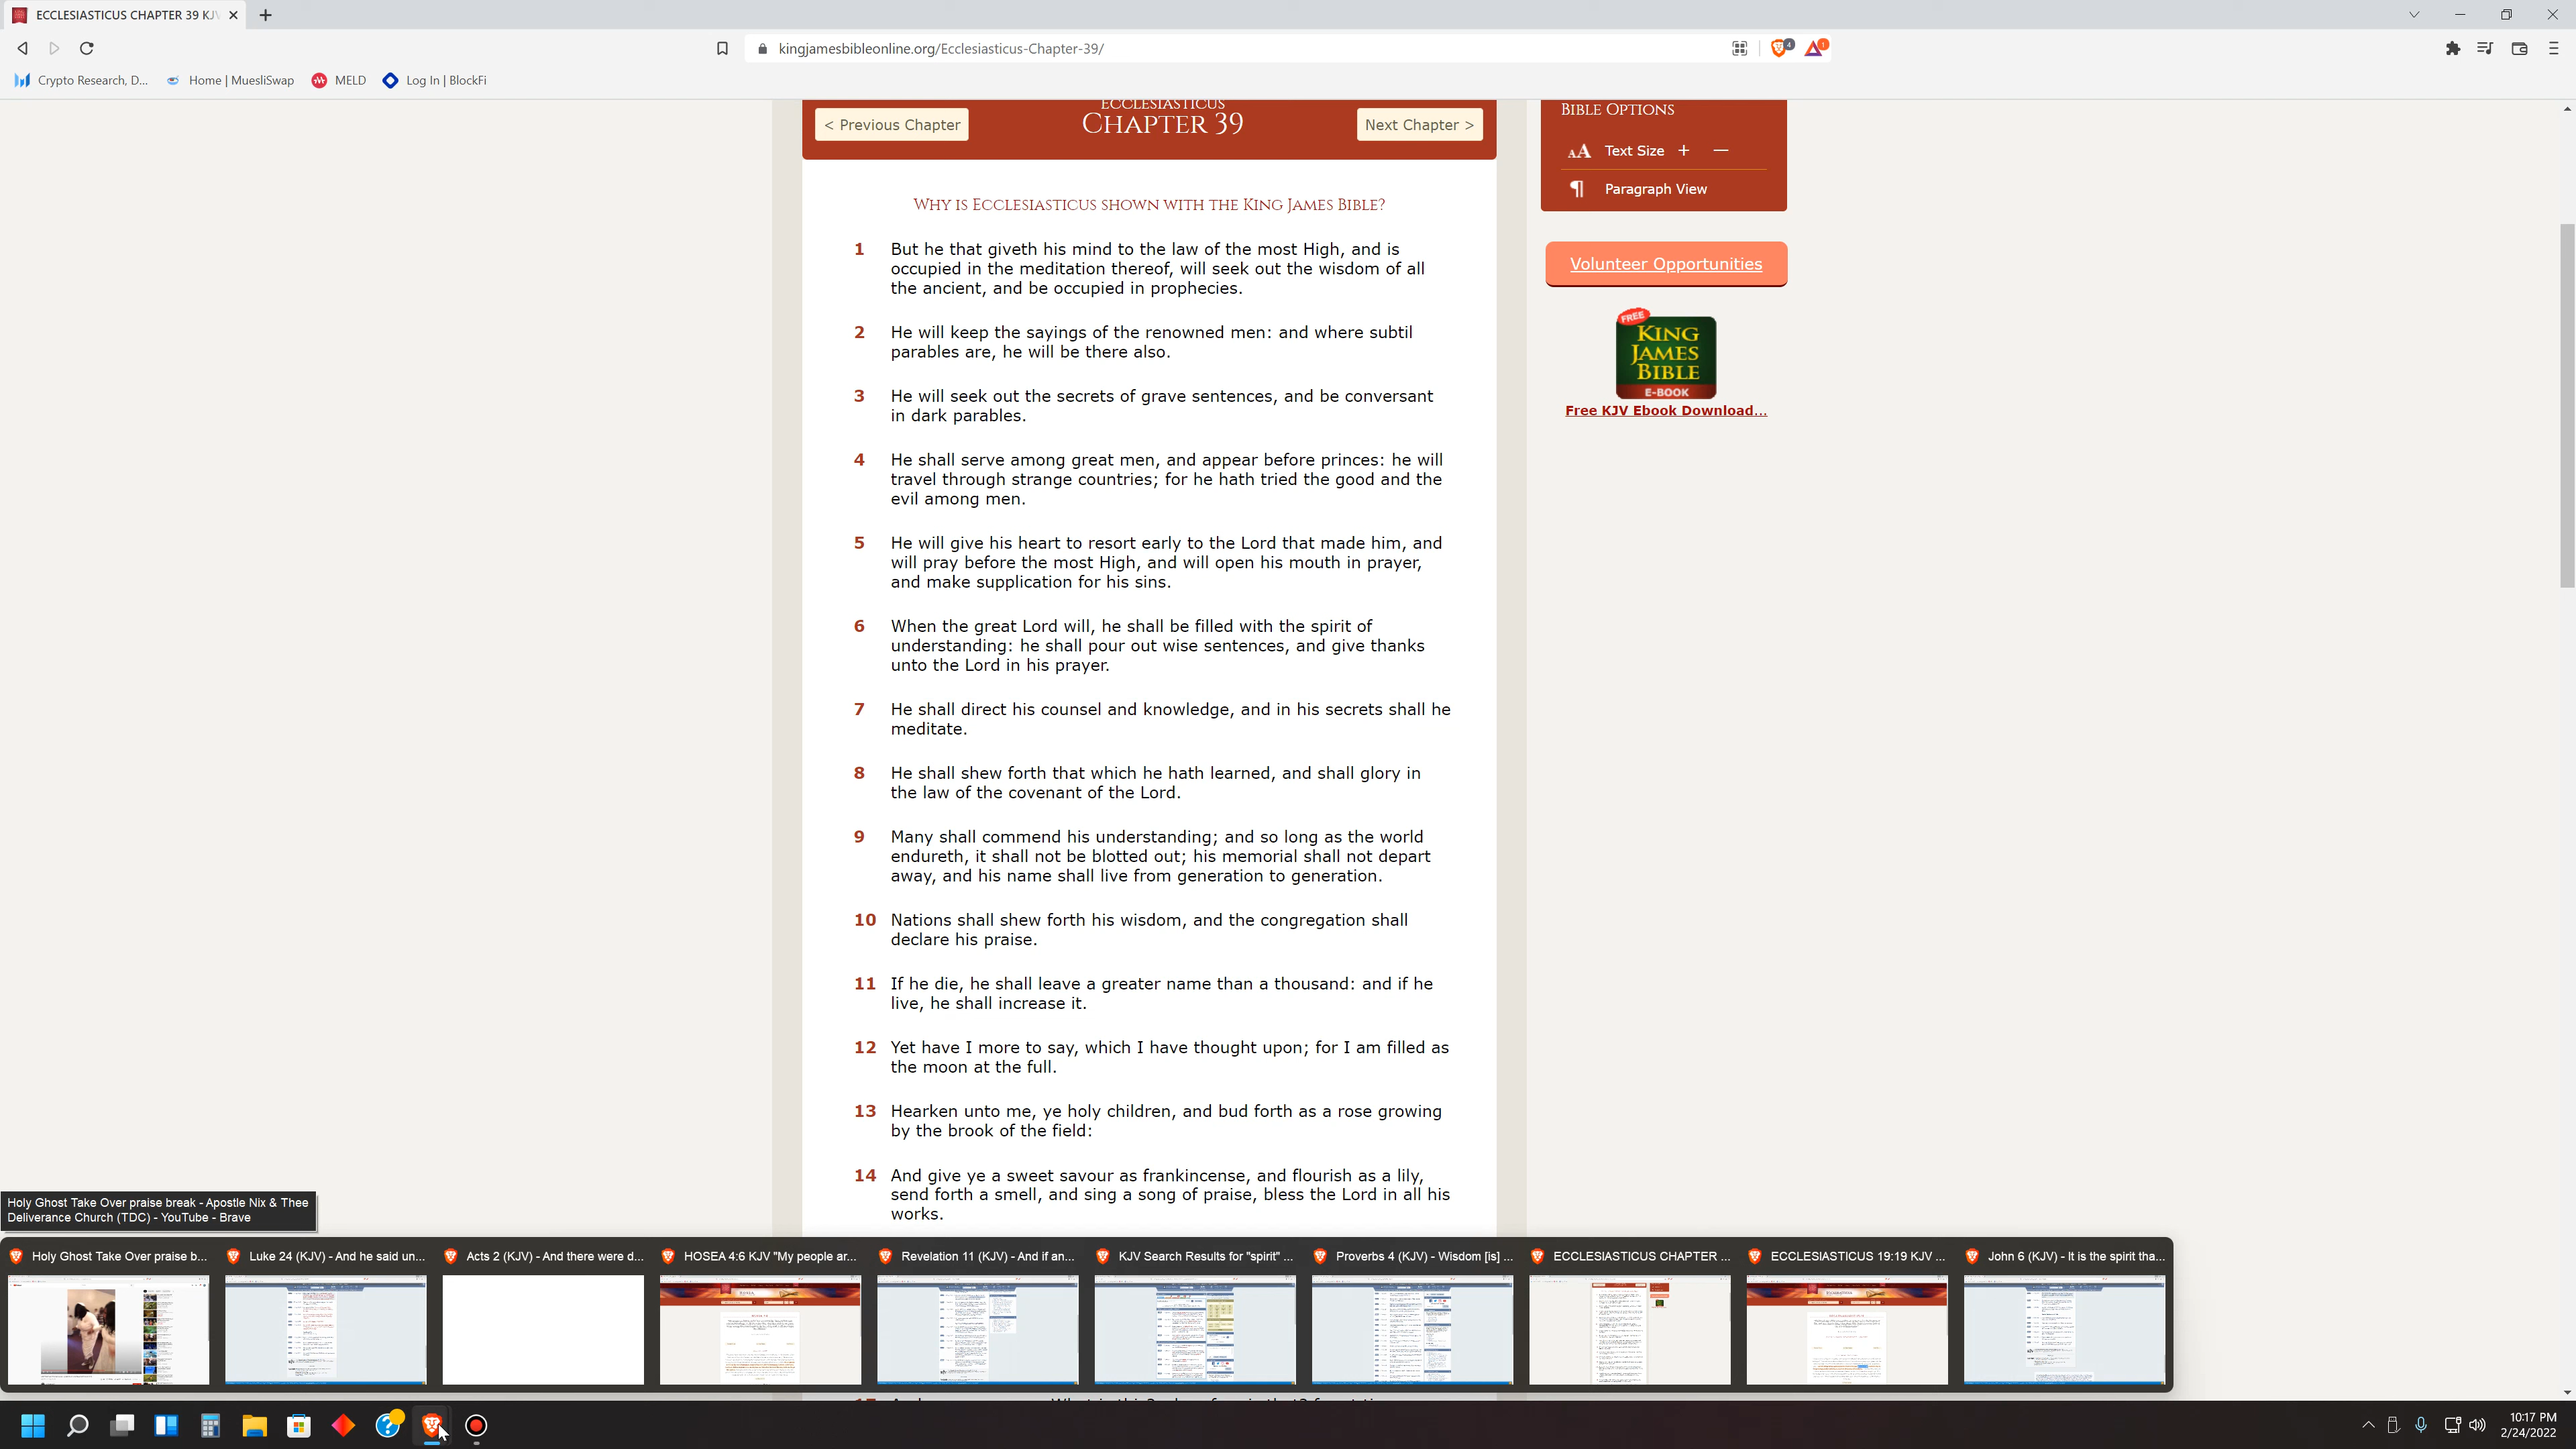 ECCLESIASTICUS CHAPTER 39 KJV
kingjamesbibleonline.org/Ecclesiasticus-Chapter-39/
4
1
Crypto Research, D...
Home | MuesliSwap
MELD
Log In | BlockFi
< Previous Chapter
ECCLESIASTICUS
CHAPTER 39
Next Chapter >
BIBLE OPTIONS
AA Text Size + —
¶ Paragraph View
WHY IS ECCLESIASTICUS SHOWN WITH THE KING JAMES BIBLE?
Volunteer Opportunities
FREE
KING
JAMES
BIBLE
E-BOOK
Free KJV Ebook Download...
1 But he that giveth his mind to the law of the most High, and is
occupied in the meditation thereof, will seek out the wisdom of all
the ancient, and be occupied in prophecies.
2 He will keep the sayings of the renowned men: and where subtil
parables are, he will be there also.
3 He will seek out the secrets of grave sentences, and be conversant
in dark parables.
4 He shall serve among great men, and appear before princes: he will
travel through strange countries; for he hath tried the good and the
evil among men.
5 He will give his heart to resort early to the Lord that made him, and
will pray before the most High, and will open his mouth in prayer,
and make supplication for his sins.
6 When the great Lord will, he shall be filled with the spirit of
understanding: he shall pour out wise sentences, and give thanks
unto the Lord in his prayer.
7 He shall direct his counsel and knowledge, and in his secrets shall he
meditate.
8 He shall shew forth that which he hath learned, and shall glory in
the law of the covenant of the Lord.
9 Many shall commend his understanding; and so long as the world
endureth, it shall not be blotted out; his memorial shall not depart
away, and his name shall live from generation to generation.
10 Nations shall shew forth his wisdom, and the congregation shall
declare his praise.
11 If he die, he shall leave a greater name than a thousand: and if he
live, he shall increase it.
12 Yet have I more to say, which I have thought upon; for I am filled as
the moon at the full.
13 Hearken unto me, ye holy children, and bud forth as a rose growing
by the brook of the field:
14 And give ye a sweet savour as frankincense, and flourish as a lily,
send forth a smell, and sing a song of praise, bless the Lord in all his
works.
Holy Ghost Take Over praise break - Apostle Nix & Thee
Deliverance Church (TDC) - YouTube - Brave
Holy Ghost Take Over praise b...
Luke 24 (KJV) - And he said un...
Acts 2 (KJV) - And there were d...
HOSEA 4:6 KJV "My people ar...
Revelation 11 (KJV) - And if an...
KJV Search Results for "spirit" ...
Proverbs 4 (KJV) - Wisdom [is] ...
ECCLESIASTICUS CHAPTER ...
ECCLESIASTICUS 19:19 KJV ...
John 6 (KJV) - It is the spirit tha...
10:17 PM
2/24/2022